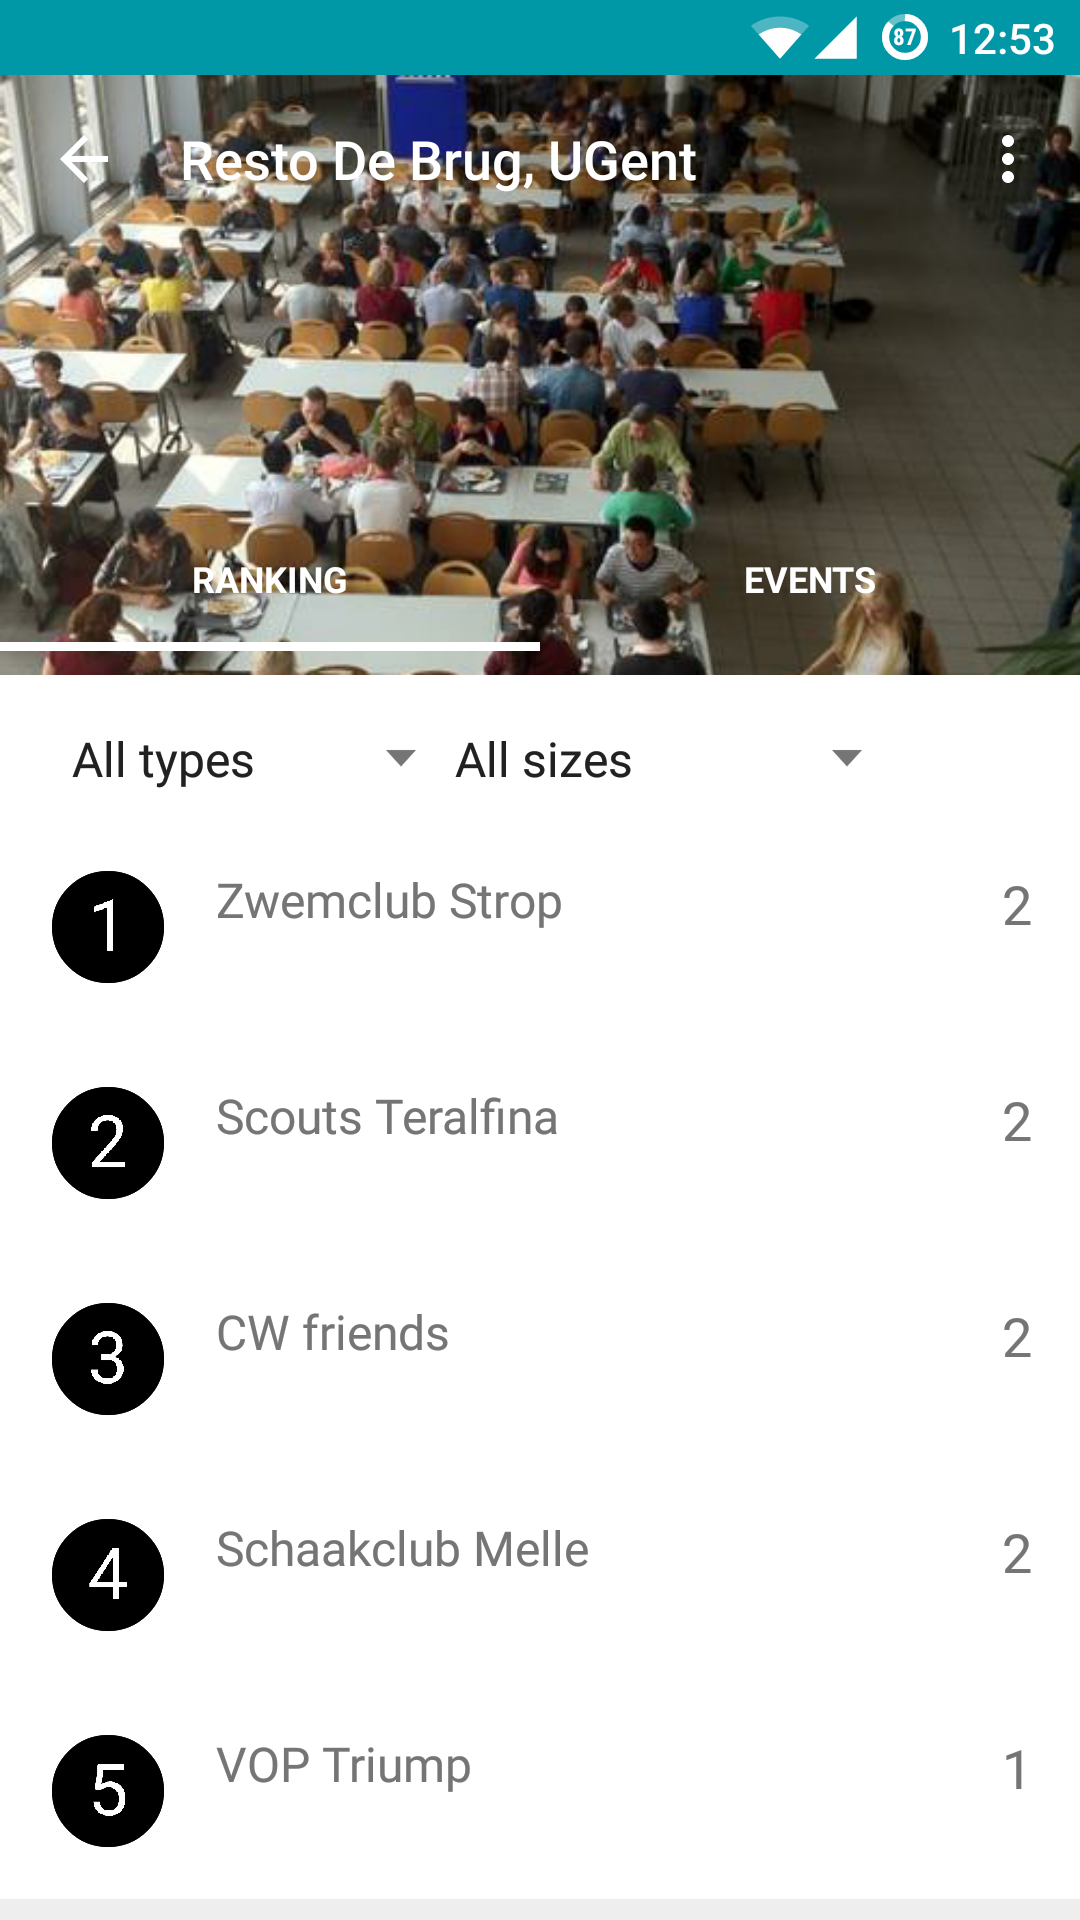 87 12:53
Resto De Brug, UGent
RANKING EVENTS
All types All sizes
1 Zwemclub Strop 2
2 Scouts Teralfina 2
3 CW friends 2
4 Schaakclub Melle 2
5 VOP Triump 1